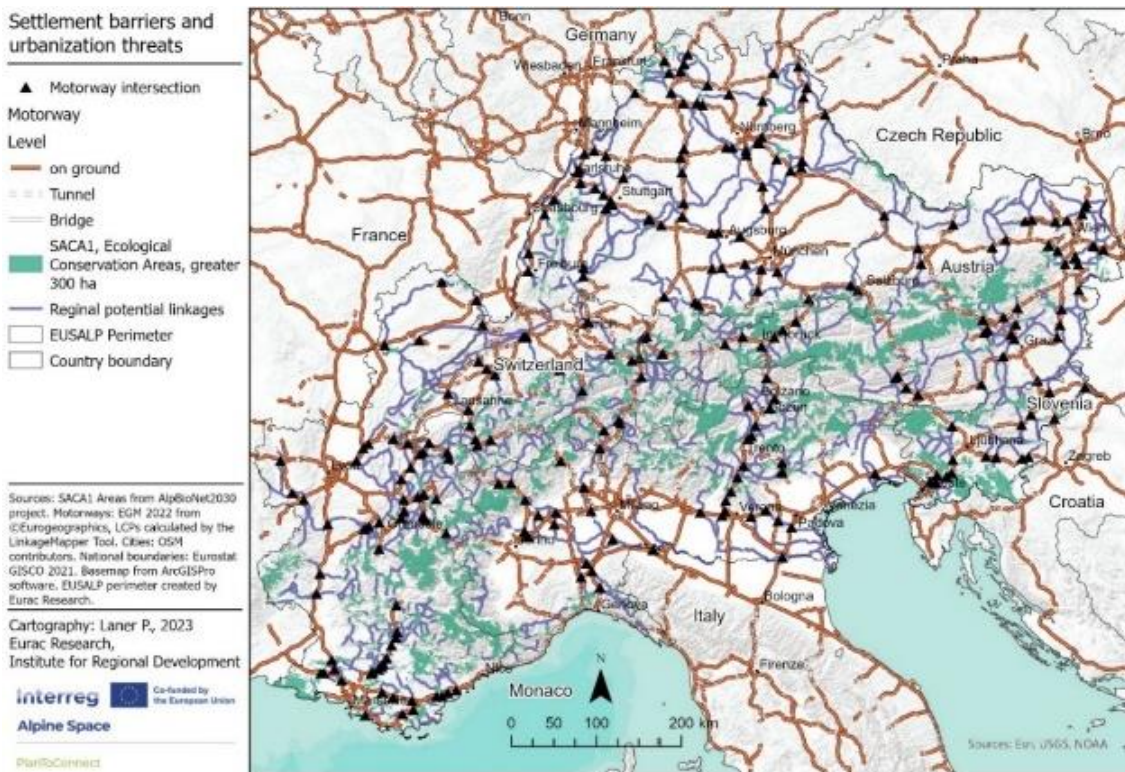 Settlement barriers and
urbanization threats
Motorway intersection
Motorway
Level
on ground
Tunnel
Bridge
SACA1, Ecological
Conservation Areas, greater
300 ha
Reginal potential linkages
EUSALP Perimeter
Country boundary
Sources: SACA1 Areas from AlpBioNet2030
project. Motorways: EGM 2022 from
©Eurogeographics, LCPs calculated by the
LinkageMapper Tool. Cities: OSM
contributors. National boundaries: Eurostat
GISCO 2021. Basemap from ArcGISPro
software. EUSALP perimeter created by
Eurac Research.
Cartography: Laner P., 2023
Eurac Research,
Institute for Regional Development
Interreg
Co-funded by
the European Union
Alpine Space
PlanToConnect
Bonn
Germany
Wiesbaden
Frankfurt
Praha
Mannheim
Nürnberg
Czech Republic
Brno
Karlsruhe
Stuttgart
Strasbourg
France
Augsburg
Wien
München
Freiburg
Salzburg
Austria
Innsbruck
Graz
Switzerland
Lausanne
Bolzano
Slovenia
Trento
Ljubljana
Zagreb
Lyon
Croatia
Grenoble
Verona
Venezia
Padova
Torino
Genova
Bologna
Italy
Nice
Monaco
Firenze
N
0 50 100 200 km
Sources: Esri, USGS, NOAA